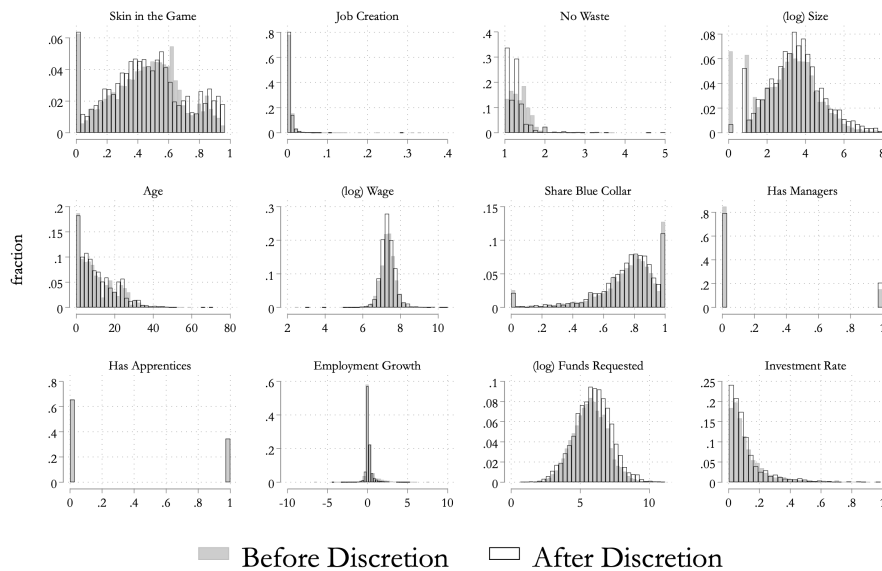 Skin in the Game
Job Creation
No Waste
(log) Size
.06
.04
.02
0
0 .2 .4 .6 .8 1
.8
.6
.4
.2
0
0 .1 .2 .3 .4
.4
.3
.2
.1
0
1 2 3 4 5
.08
.06
.04
.02
0
0 2 4 6 8
fraction
Age
(log) Wage
Share Blue Collar
Has Managers
.2
.15
.1
.05
0
0 20 40 60 80
.3
.2
.1
0
2 4 6 8 10
.15
.1
.05
0
0 .2 .4 .6 .8 1
.8
.6
.4
.2
0
0 .2 .4 .6 .8 1
Has Apprentices
Employment Growth
(log) Funds Requested
Investment Rate
.8
.6
.4
.2
0
0 .2 .4 .6 .8 1
.6
.4
.2
0
-10 -5 0 5 10
.1
.08
.06
.04
.02
0
0 5 10
.25
.2
.15
.1
.05
0
0 .2 .4 .6 .8 1
Before Discretion After Discretion